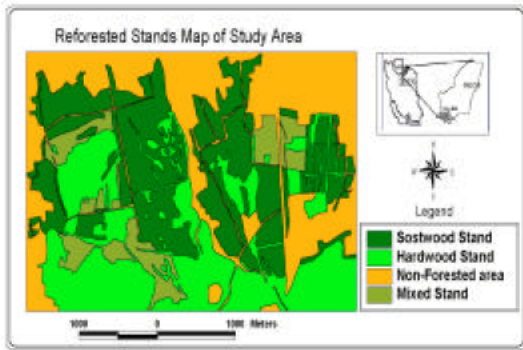 Reforested Stands Map of Study Area
Legend
Sostwood Stand
Hardwood Stand
Non-Forested area
Mixed Stand
1000 0 1000 Meters